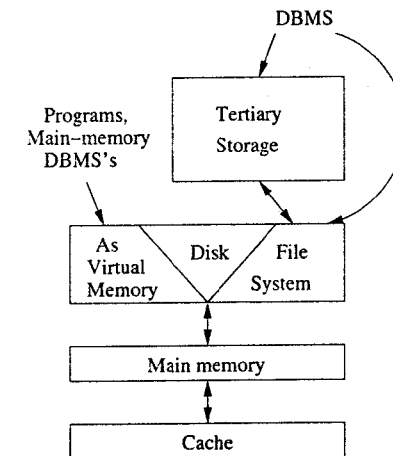 DBMS
Programs,
Main-memory
DBMS's
Tertiary
Storage
As
Virtual
Memory
Disk
File
System
Main memory
Cache